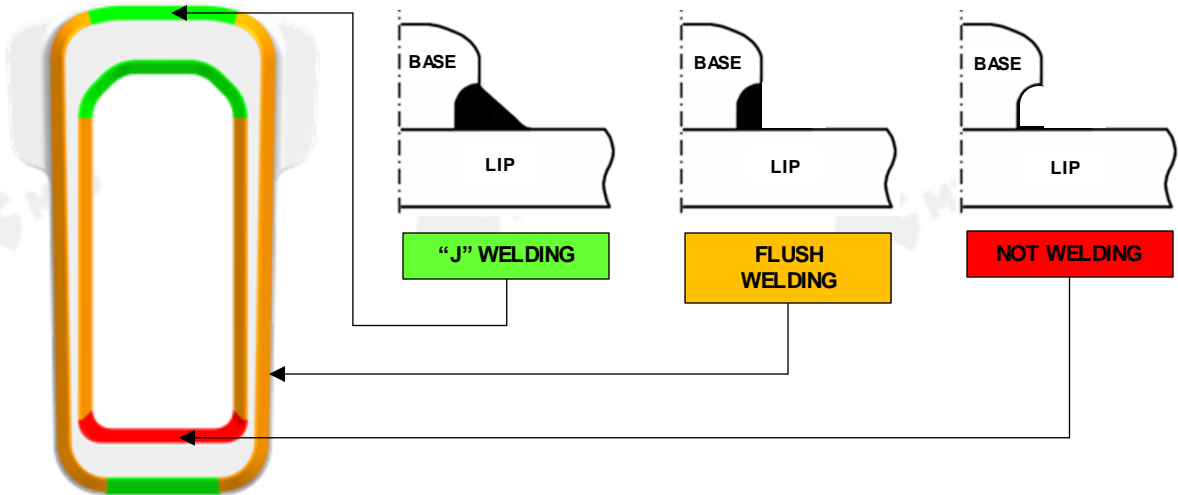 BASE
LIP
"J" WELDING
BASE
LIP
FLUSH
WELDING
BASE
LIP
NOT WELDING